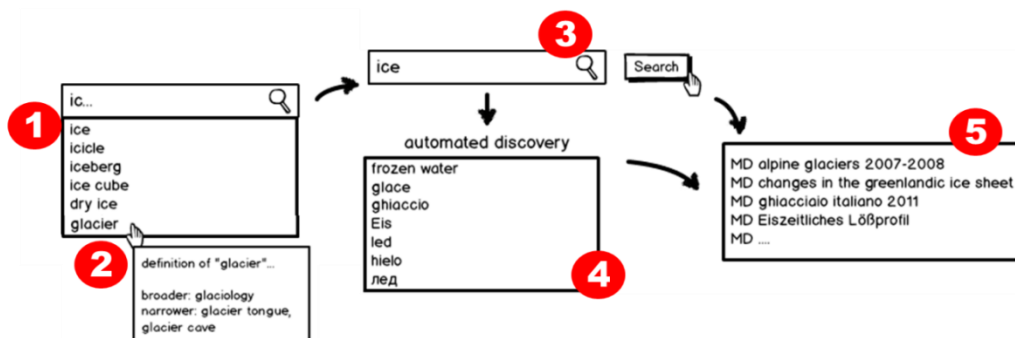 1
ic...
ice
icicle
iceberg
ice cube
dry ice
glacier
2
definition of "glacier"...
broader: glaciology
narrower: glacier tongue,
glacier cave
3
ice
Search
automated discovery
frozen water
glace
ghiaccio
Eis
led
hielo
лед
4
5
MD alpine glaciers 2007-2008
MD changes in the greenlandic ice sheet
MD ghiacciaio italiano 2011
MD Eiszeitliches Lößprofil
MD ....